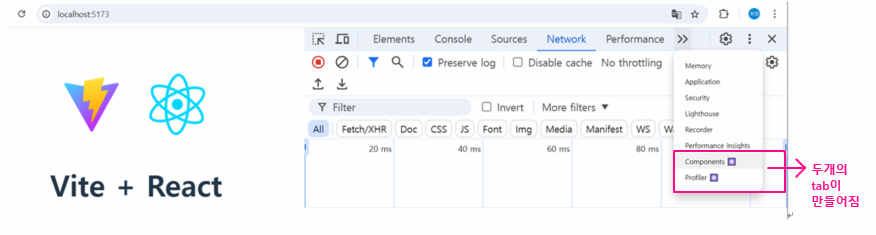 localhost:5173
Elements Console Sources Network Performance
Preserve log Disable cache No throttling
Filter Invert More filters
All Fetch/XHR Doc CSS JS Font Img Media Manifest WS
20 ms 40 ms 60 ms 80 ms
Vite + React
Memory
Application
Security
Lighthouse
Recorder
Performance insights
Components
Profiler
두개의
tab이
만들어짐